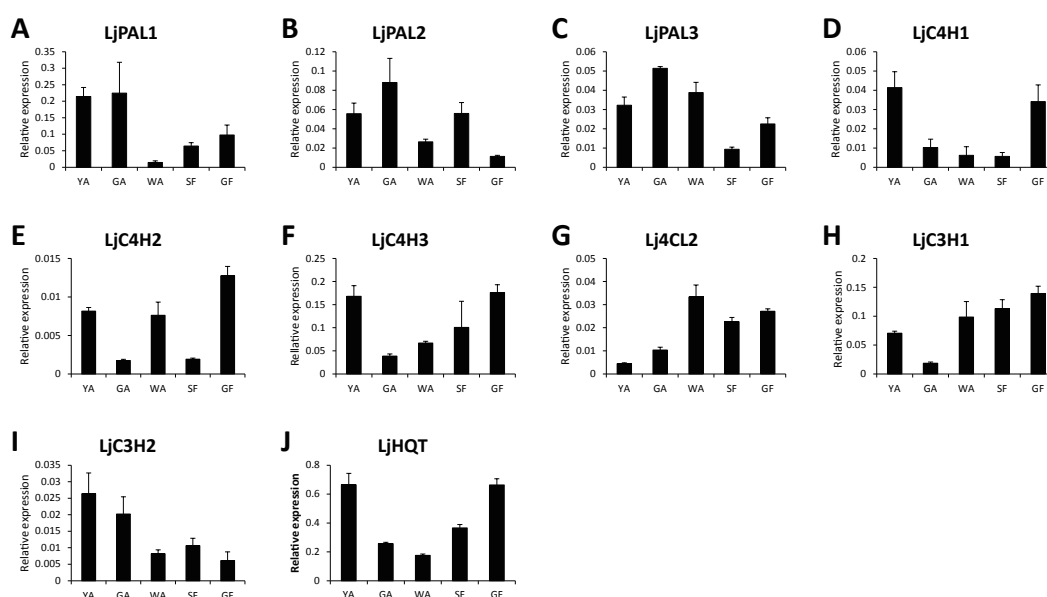 A
LjPAL1
Relative expression
0.35
0.3
0.25
0.2
0.15
0.1
0.05
0
YA GA WA SF GF
B
LjPAL2
Relative expression
0.12
0.1
0.08
0.06
0.04
0.02
0
YA GA WA SF GF
C
LjPAL3
Relative expression
0.06
0.05
0.04
0.03
0.02
0.01
0
YA GA WA SF GF
D
LjC4H1
Relative expression
0.06
0.05
0.04
0.03
0.02
0.01
0
YA GA WA SF GF
E
LjC4H2
Relative expression
0.015
0.01
0.005
0
YA GA WA SF GF
F
LjC4H3
Rellative expression
0.25
0.2
0.15
0.1
0.05
0
YA GA WA SF GF
G
Lj4CL2
Relative expression
0.05
0.04
0.03
0.02
0.01
0
YA GA WA SF GF
H
LjC3H1
Relative expression
0.2
0.15
0.1
0.05
0
YA GA WA SF GF
I
LjC3H2
Relative expression
0.035
0.03
0.025
0.02
0.015
0.01
0.005
0
YA GA WA SF GF
J
LjHQT
Relative expression
0.8
0.6
0.4
0.2
0
YA GA WA SF GF